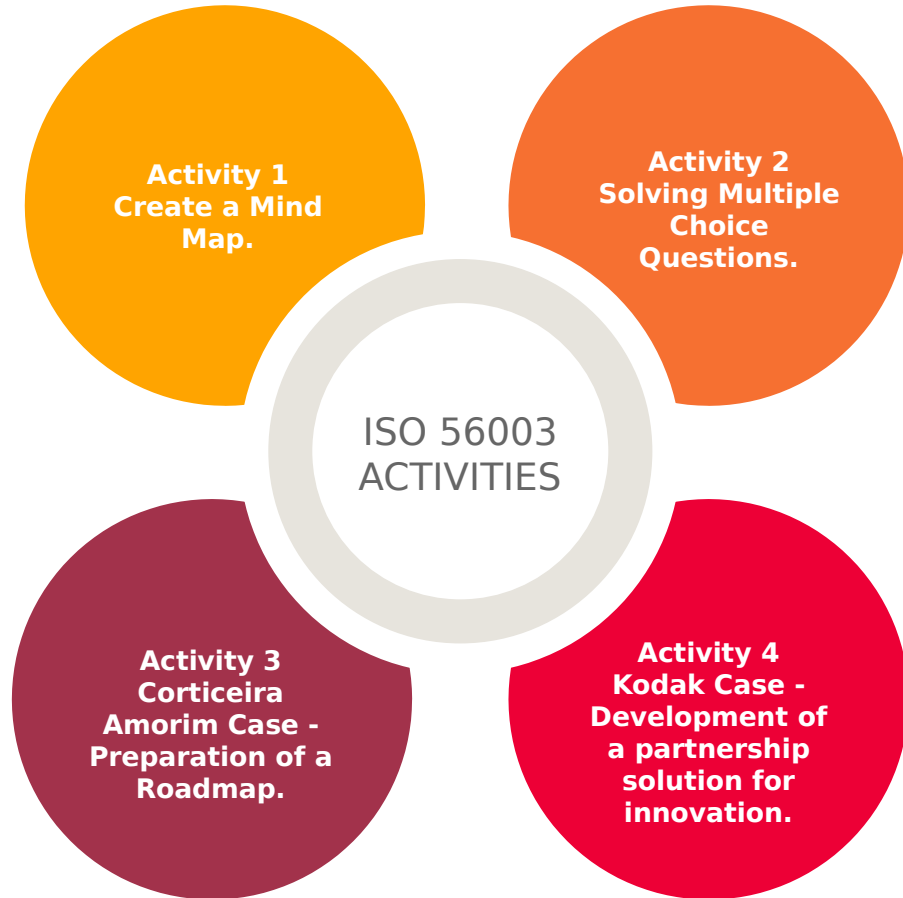 Activity 1
Create a Mind
Map.
Activity 2
Solving Multiple
Choice
Questions.
ISO 56003
ACTIVITIES
Activity 3
Corticeira
Amorim Case -
Preparation of a
Roadmap.
Activity 4
Kodak Case -
Development of
a partnership
solution for
innovation.